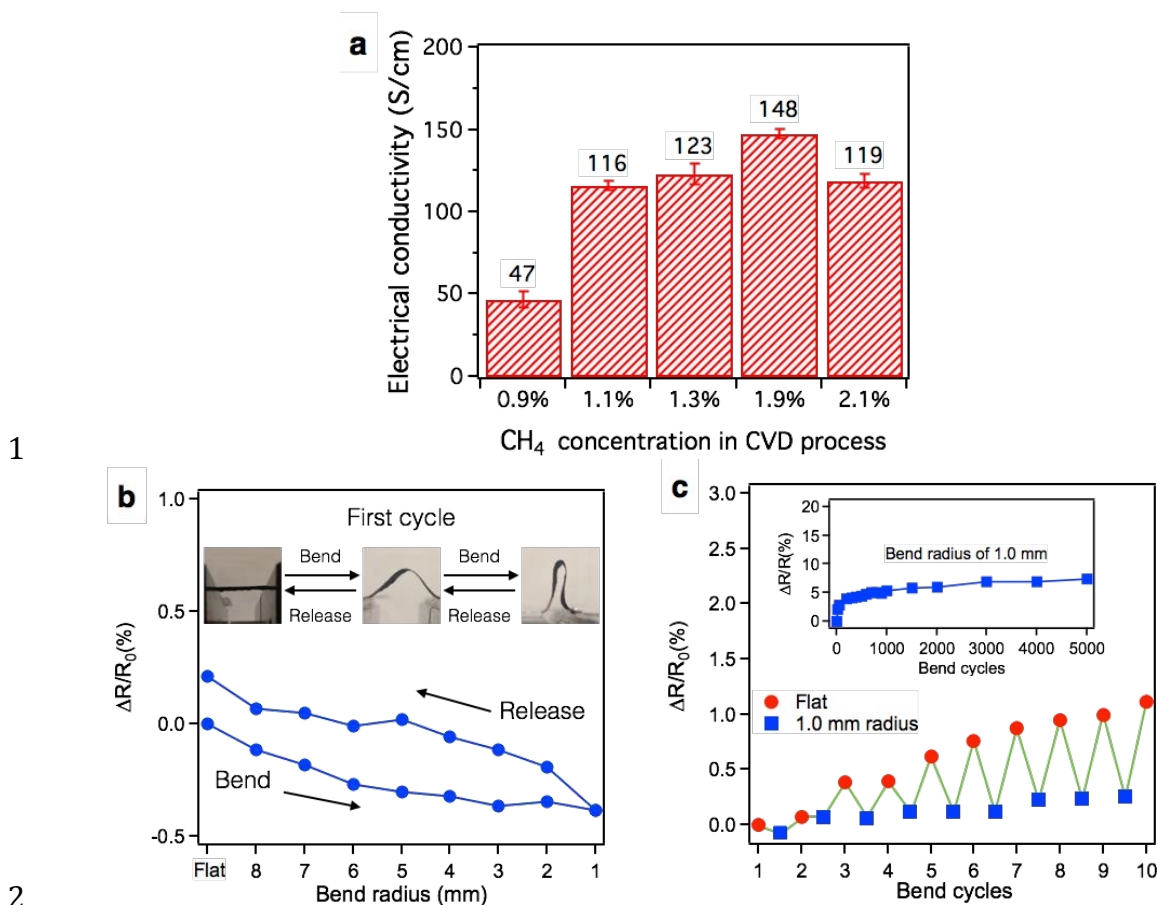 a
200
150
100
50
0
Electrical conductivity (S/cm)
47
116
123
148
119
0.9% 1.1% 1.3% 1.9% 2.1%
CH4 concentration in CVD process
1
b
1.0
0.5
0.0
-0.5
ΔR/R0(%)
First cycle
Bend Bend
Release Release
Release
Bend
Flat 8 7 6 5 4 3 2 1
Bend radius (mm)
c
3.0
2.5
2.0
1.5
1.0
0.5
0.0
ΔR/R0(%)
20
15
10
5
0
ΔR/R(%)
Bend radius of 1.0 mm
0 1000 2000 3000 4000 5000
Bend cycles
Flat
1.0 mm radius
1 2 3 4 5 6 7 8 9 10
Bend cycles
2